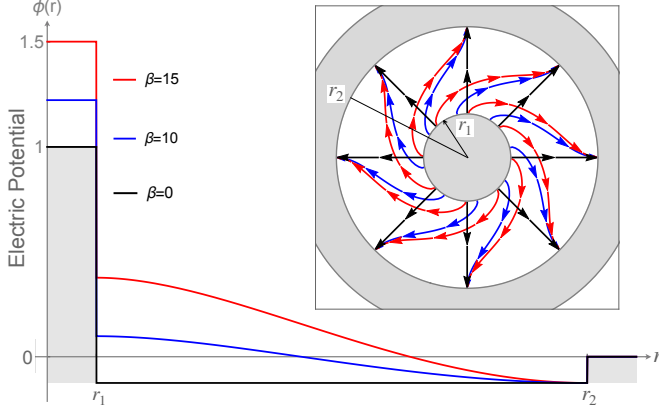 ϕ(r)
1.5
1
0
Electric Potential
β=15
β=10
β=0
r₂
r₁
r₁
r₂
r